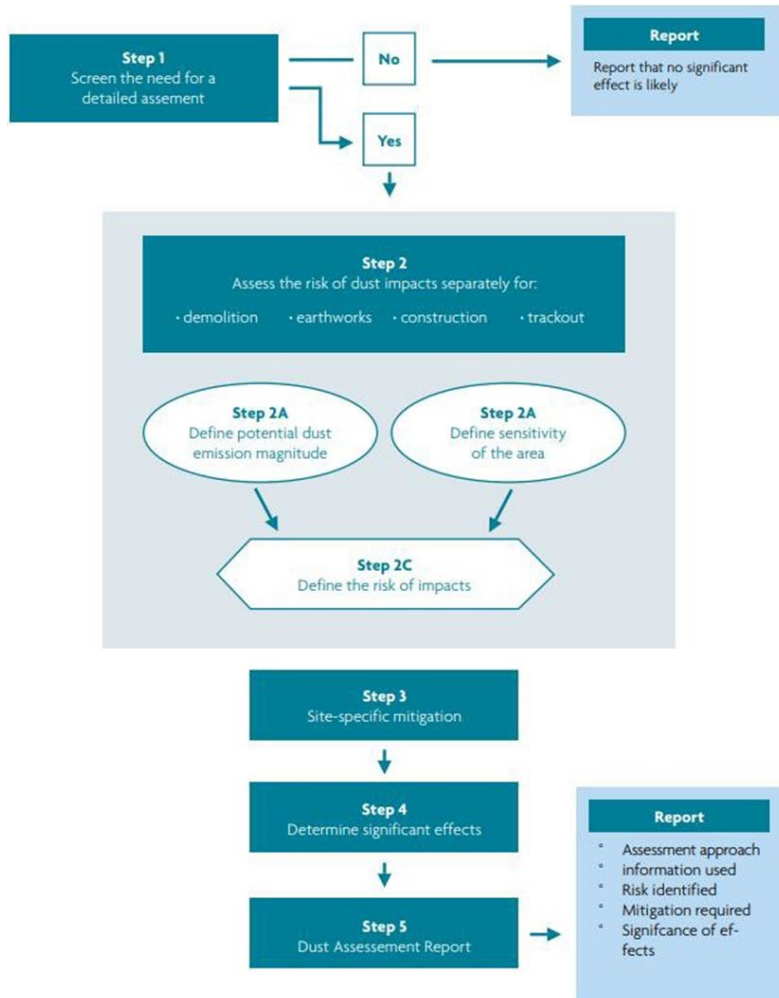 Step 1
Screen the need for a
detailed assement
No
Report
Report that no significant
effect is likely
Yes
Step 2
Assess the risk of dust impacts separately for:
· demolition · earthworks · construction · trackout
Step 2A
Define potential dust
emission magnitude
Step 2A
Define sensitivity
of the area
Step 2C
Define the risk of impacts
Step 3
Site-specific mitigation
Step 4
Determine significant effects
Step 5
Dust Assessement Report
Report
° Assessment approach
° information used
° Risk identified
° Mitigation required
° Signifcance of ef-
fects